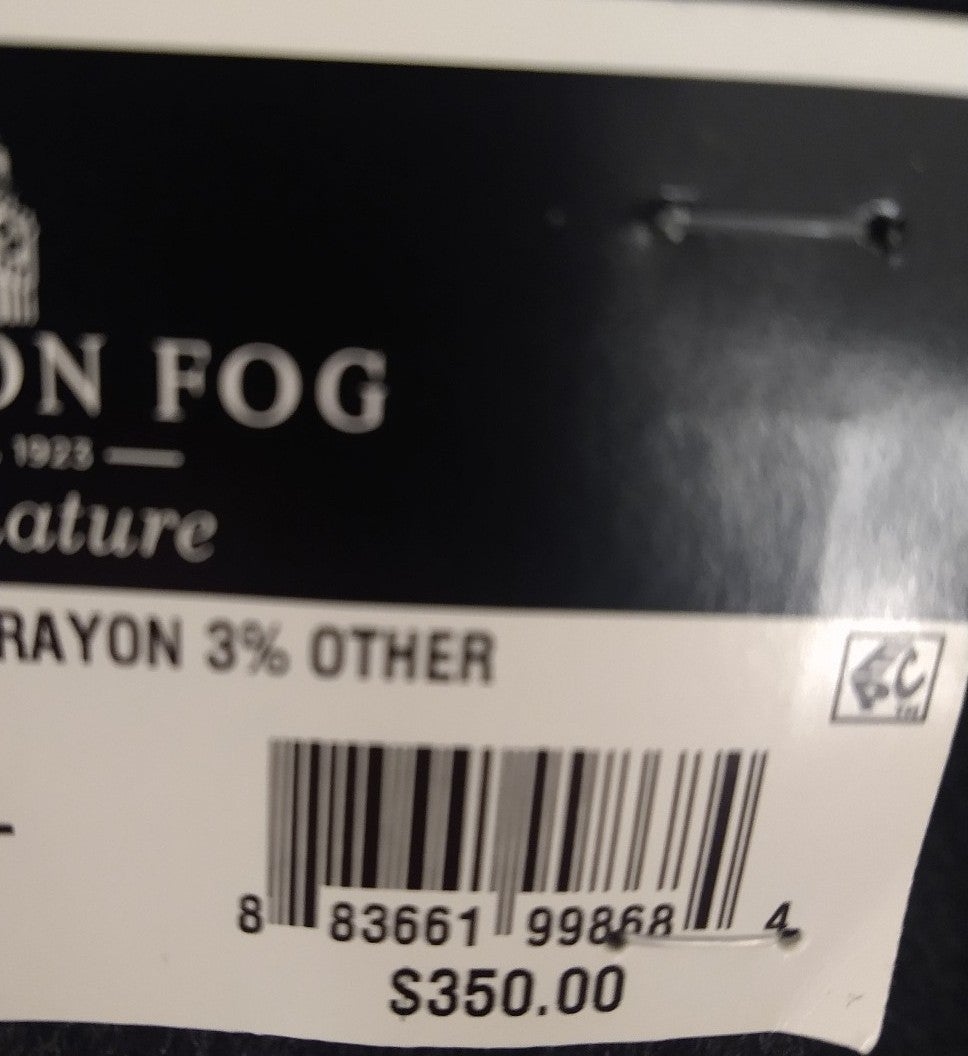 ON FOG
1923
ature
RAYON 3% OTHER
8 83661 99868 4
$350.00